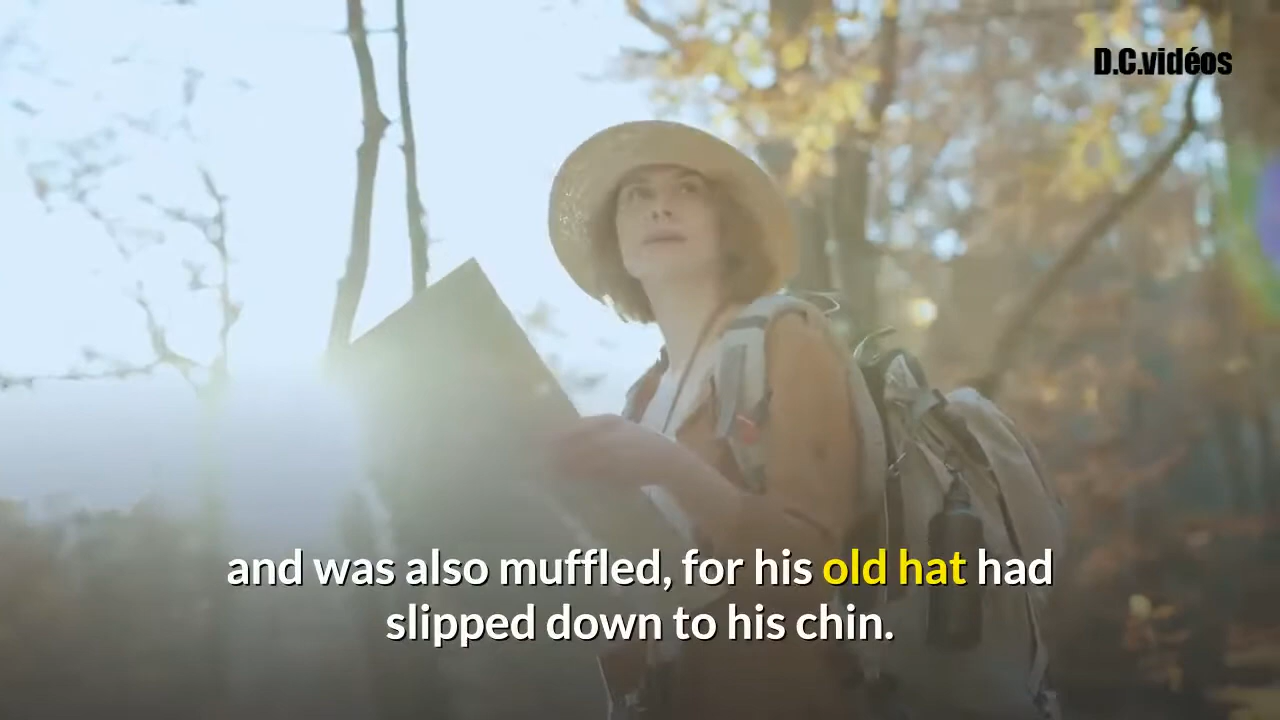 D.C.vidéos
and was also muffled, for his old hat had
slipped down to his chin.